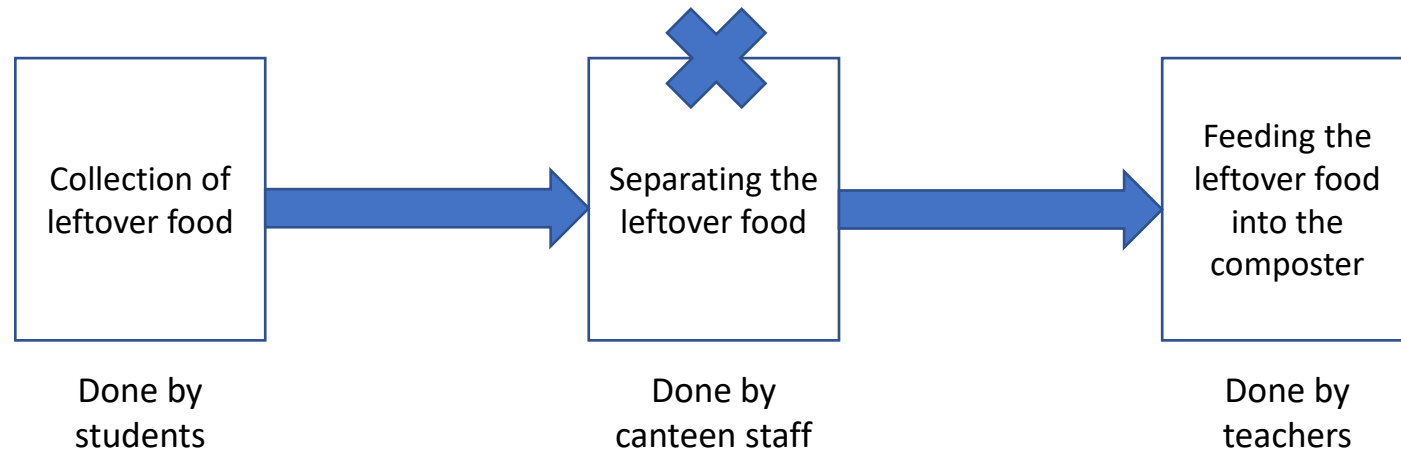 Collection of
leftover food
Separating the
leftover food
Feeding the
leftover food
into the
composter
Done by
students
Done by
canteen staff
Done by
teachers